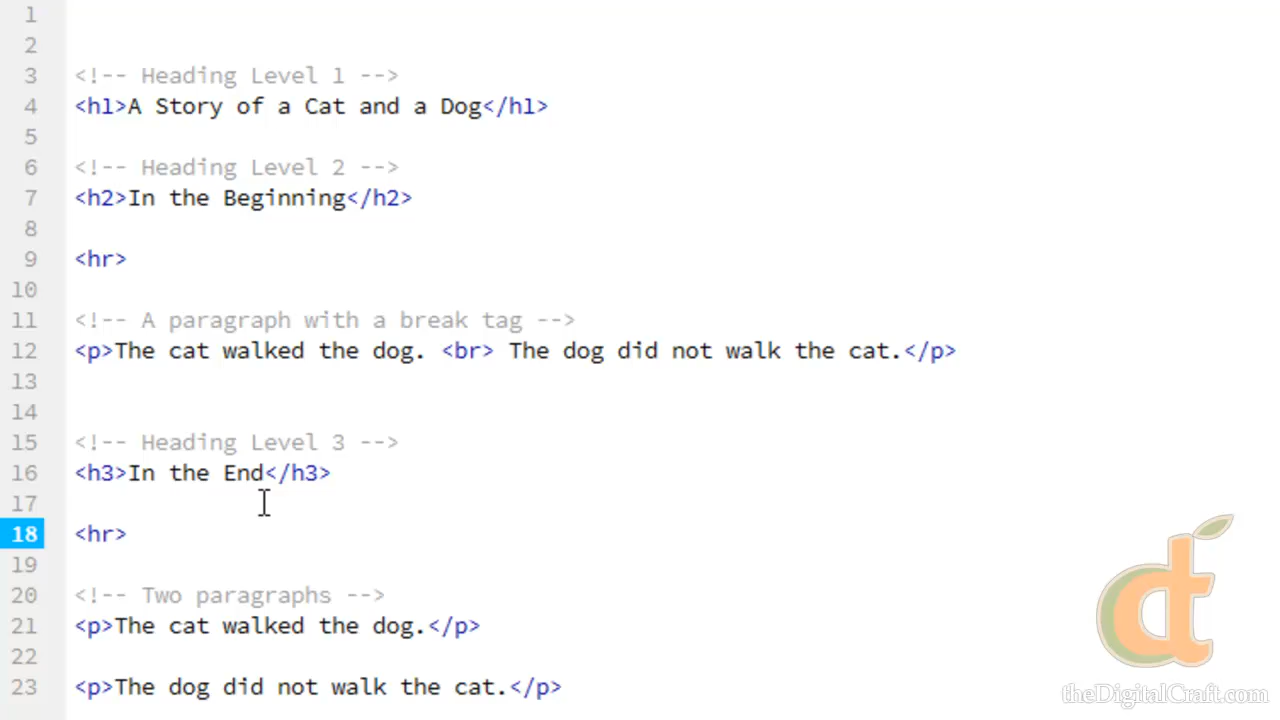 1
2
3 <!-- Heading Level 1 -->
4 <h1>A Story of a Cat and a Dog</h1>
5
6 <!-- Heading Level 2 -->
7 <h2>In the Beginning</h2>
8
9 <hr>
10
11 <!-- A paragraph with a break tag -->
12 <p>The cat walked the dog. <br> The dog did not walk the cat.</p>
13
14
15 <!-- Heading Level 3 -->
16 <h3>In the End</h3>
17
18 <hr>
19
20 <!-- Two paragraphs -->
21 <p>The cat walked the dog.</p>
22
23 <p>The dog did not walk the cat.</p>
dt
theDigitalCraft.com